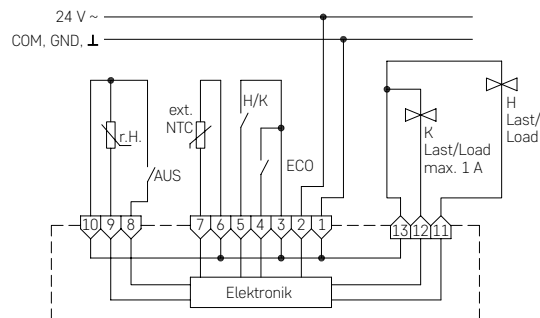 24 V ~
COM, GND, ⊥
r.H.
AUS
ext.
NTC
H/K
ECO
K
Last/Load
max. 1 A
H
Last/
Load
10 9 8 7 6 5 4 3 2 1 13 12 11
Elektronik